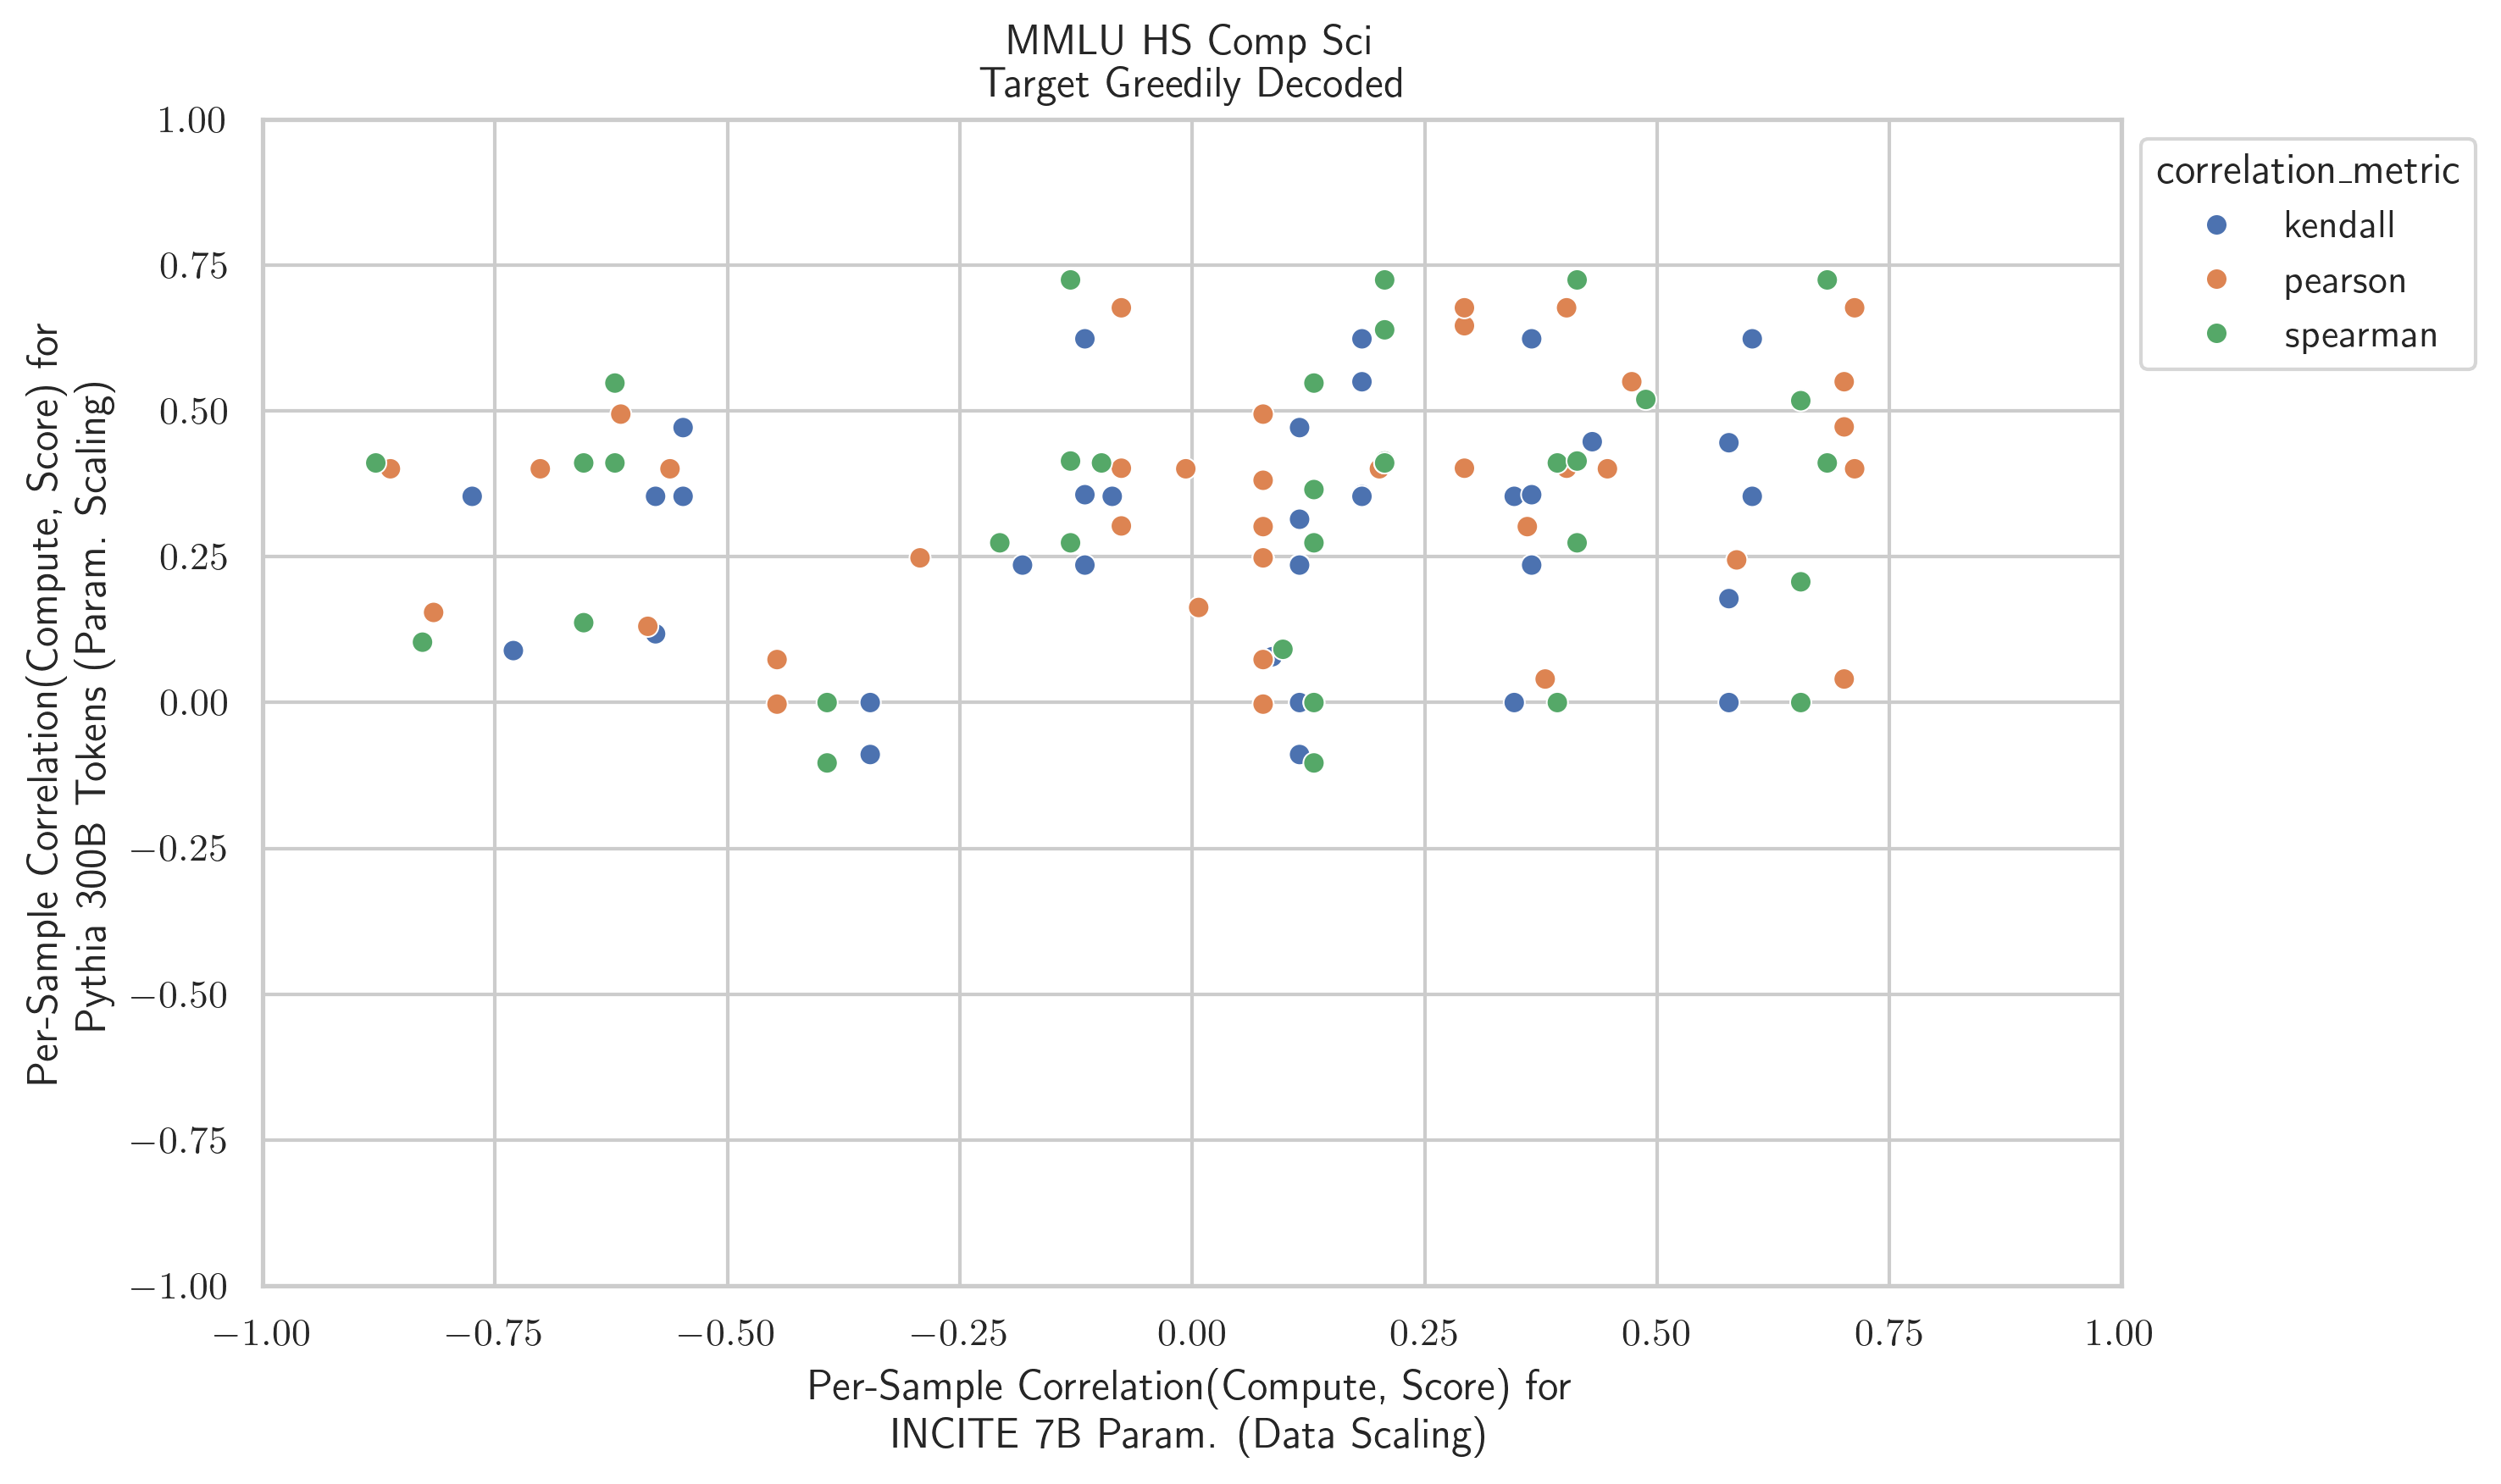 MMLU HS Comp Sci
Target Greedily Decoded
Per-Sample Correlation(Compute, Score) for
Pythia 300B Tokens (Param. Scaling)
1.00
0.75
0.50
0.25
0.00
−0.25
−0.50
−0.75
−1.00
−1.00 −0.75 −0.50 −0.25 0.00 0.25 0.50 0.75 1.00
Per-Sample Correlation(Compute, Score) for
INCITE 7B Param. (Data Scaling)
correlation_metric
kendall
pearson
spearman